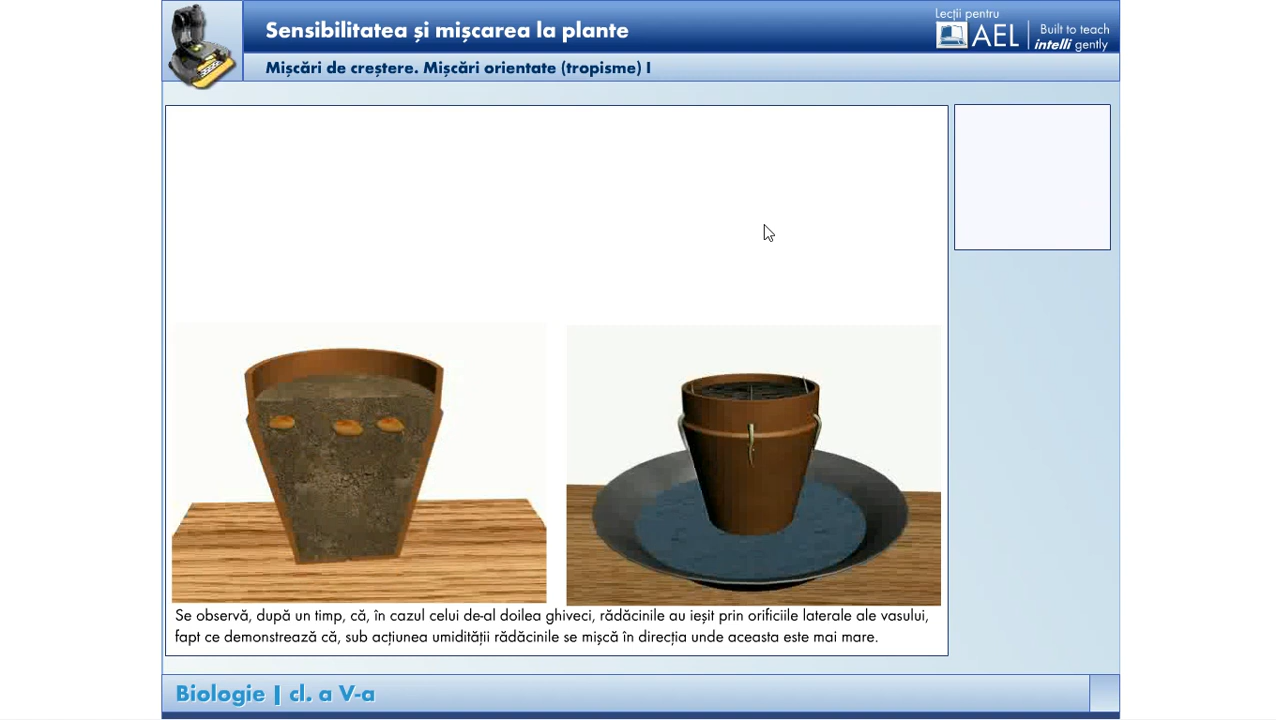 Sensibilitatea și mișcarea la plante
Lecții pentru
AEL
Built to teach
intelli gently
Mișcări de creștere. Mișcări orientate (tropisme) I
Se observă, după un timp, că, în cazul celui de-al doilea ghiveci, rădăcinile au ieșit prin orificiile laterale ale vasului,
fapt ce demonstrează că, sub acțiunea umidității rădăcinile se mișcă în direcția unde aceasta este mai mare.
Biologie | cl. a V-a